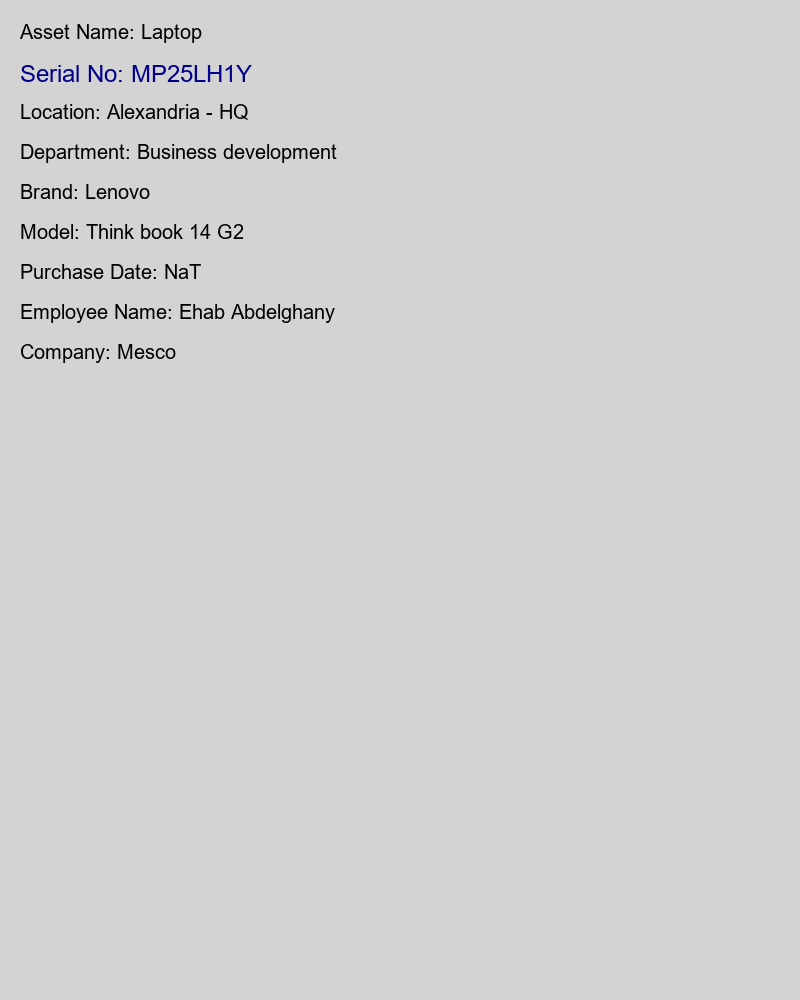 Asset Name: Laptop
Serial No: MP25LH1Y
Location: Alexandria - HQ
Department: Business development
Brand: Lenovo
Model: Think book 14 G2
Purchase Date: NaT
Employee Name: Ehab Abdelghany
Company: Mesco